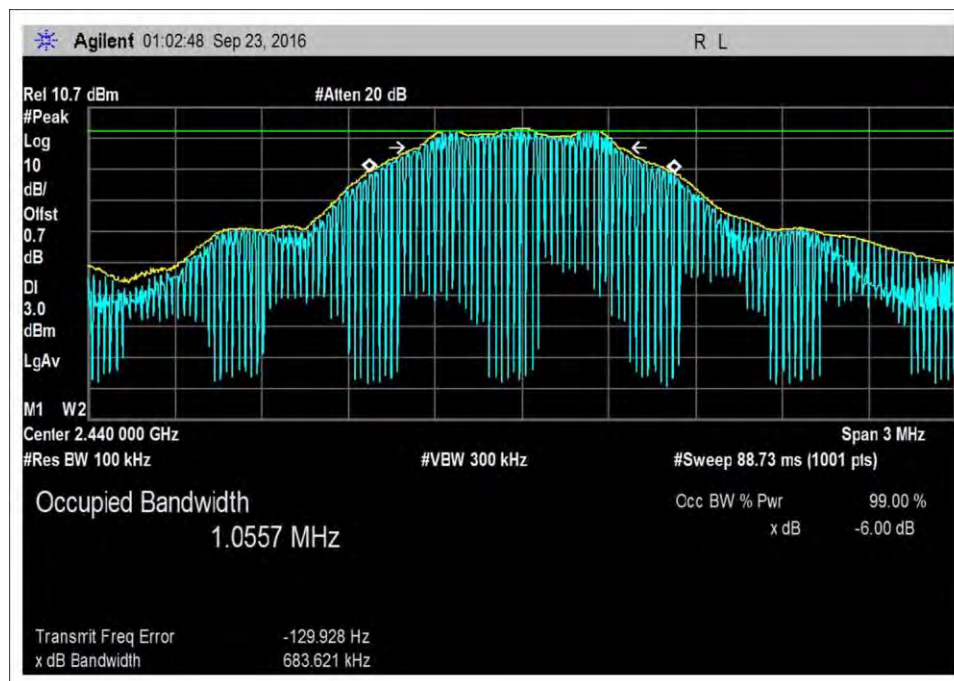 Agilent 01:02:48 Sep 23, 2016 R L
Ref 10.7 dBm #Atten 20 dB
#Peak
Log
10
dB/
Offst
0.7
dB
DI
3.0
dBm
LgAv
M1 W2
Center 2.440 000 GHz Span 3 MHz
#Res BW 100 kHz #VBW 300 kHz #Sweep 88.73 ms (1001 pts)
Occupied Bandwidth Occ BW % Pwr 99.00 %
1.0557 MHz x dB -6.00 dB
Transmit Freq Error -129.928 Hz
x dB Bandwidth 683.621 kHz